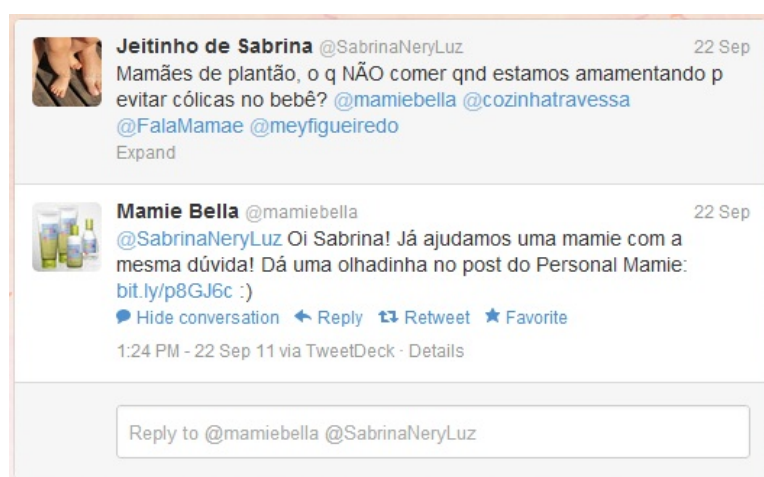 Jeitinho de Sabrina @SabrinaNeryLuz 22 Sep
Mamães de plantão, o q NÃO comer qnd estamos amamentando p
evitar cólicas no bebê? @mamiebella @cozinhatravessa
@FalaMamae @meyfigueiredo
Expand
Mamie Bella @mamiebella 22 Sep
@SabrinaNeryLuz Oi Sabrina! Já ajudamos uma mamie com a
mesma dúvida! Dá uma olhadinha no post do Personal Mamie:
bit.ly/p8GJ6c :)
Hide conversation Reply Retweet Favorite
1:24 PM - 22 Sep 11 via TweetDeck · Details
Reply to @mamiebella @SabrinaNeryLuz